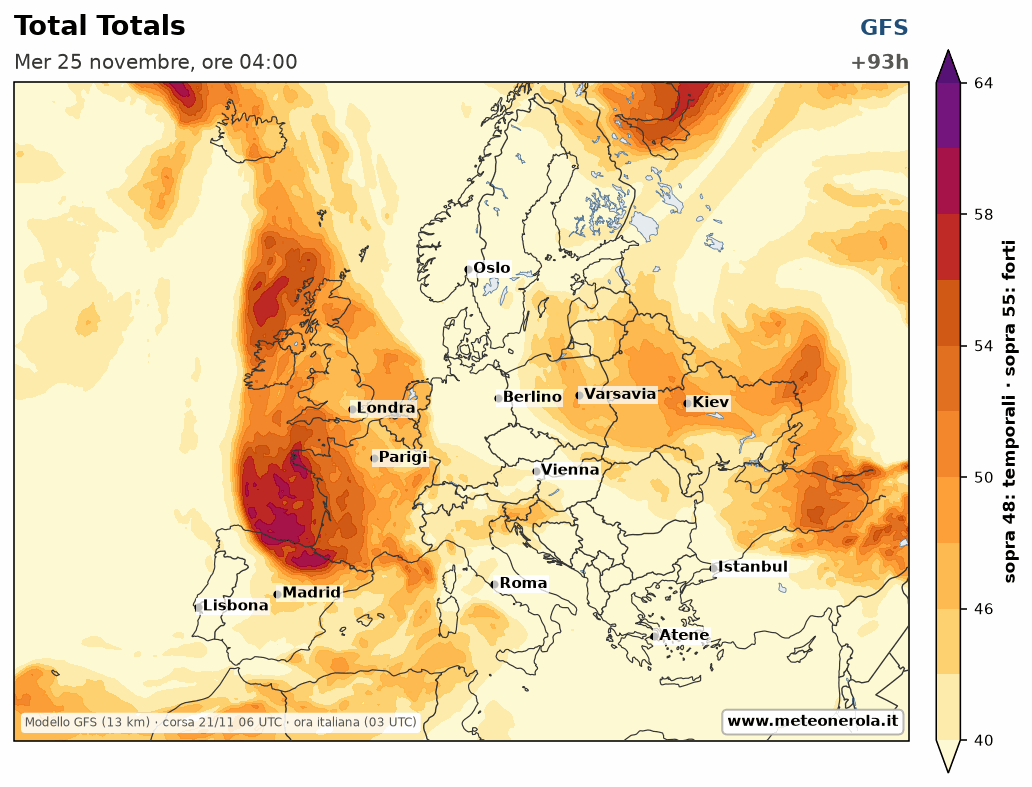 Total Totals
GFS
Mer 25 novembre, ore 04:00
+93h
64
58
54
50
46
40
sopra 48: temporali · sopra 55: forti
Oslo
Berlino
Varsavia
Kiev
Londra
Parigi
Vienna
Istanbul
Roma
Madrid
Lisbona
Atene
Modello GFS (13 km) · corsa 21/11 06 UTC · ora italiana (03 UTC)
www.meteonerola.it